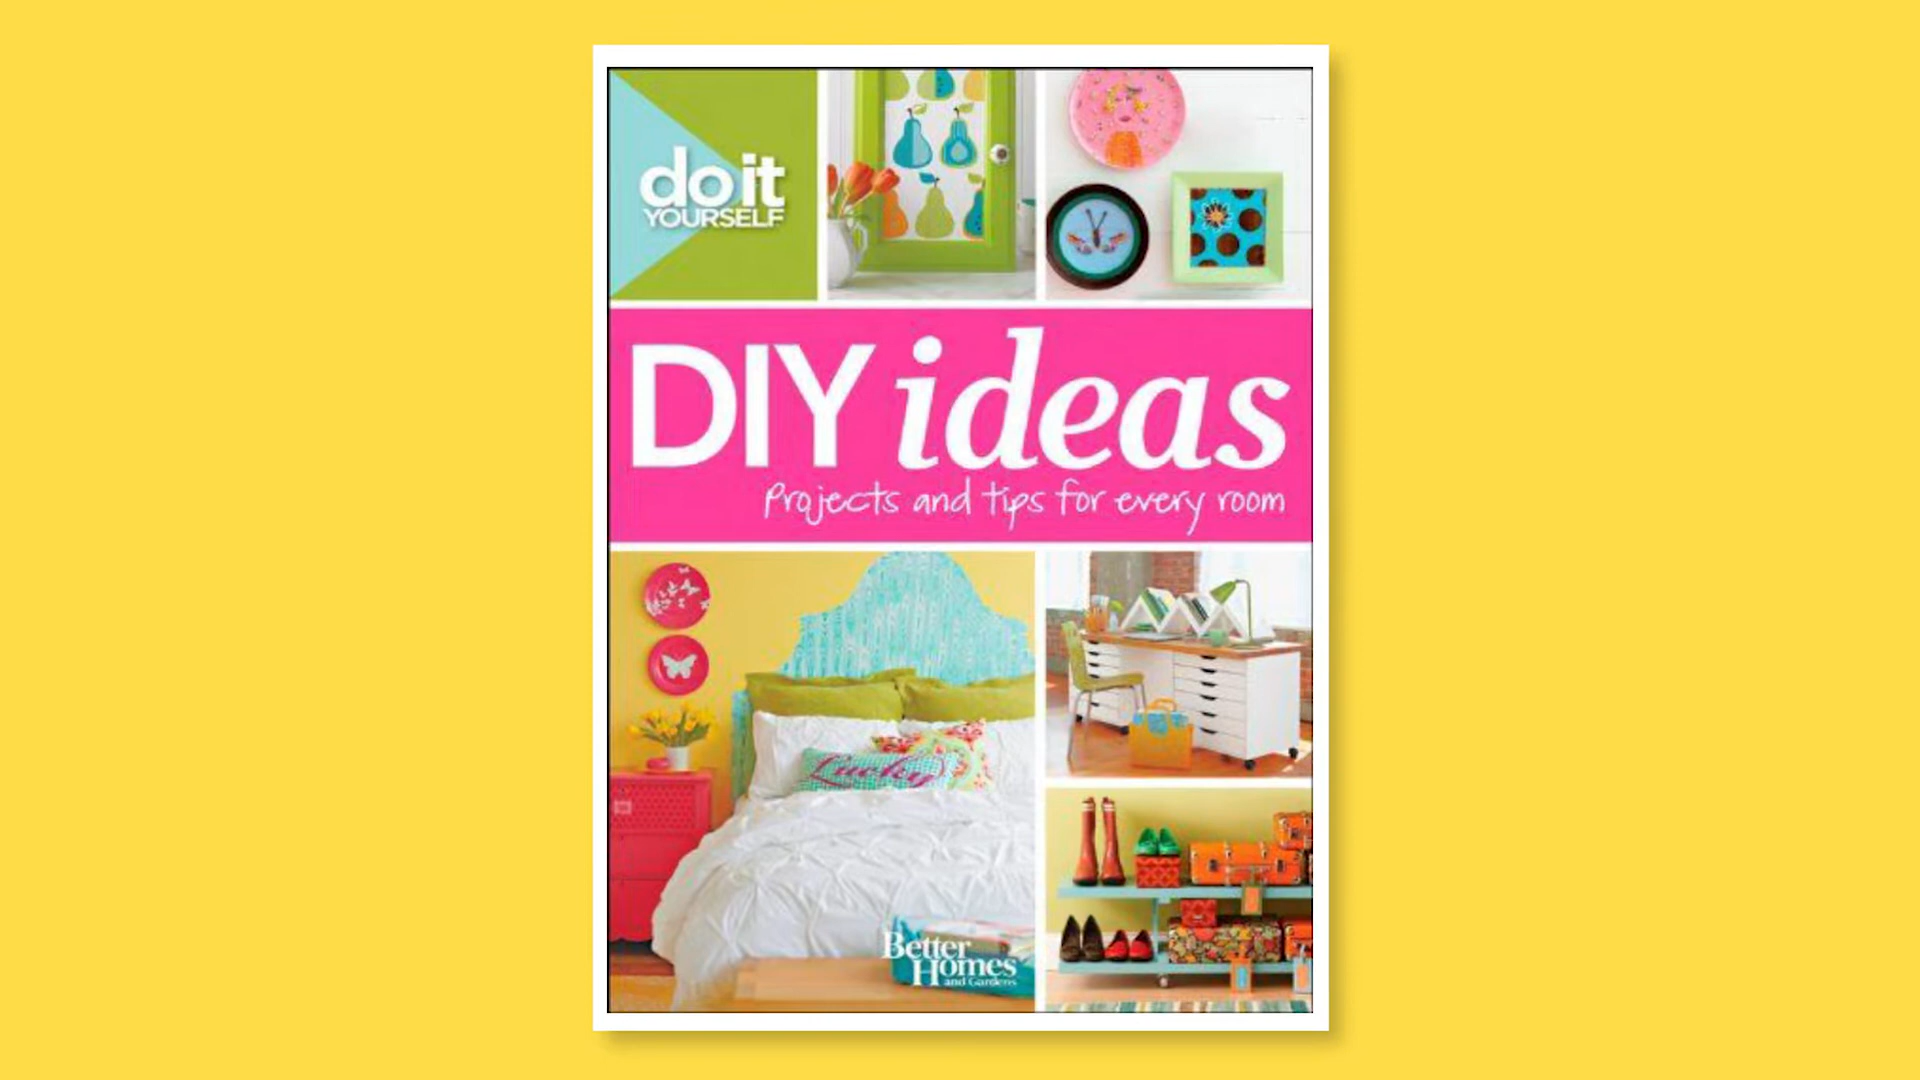 do it
YOURSELF
DIY ideas
Projects and tips for every room
Lucky
Better
Homes
and Gardens